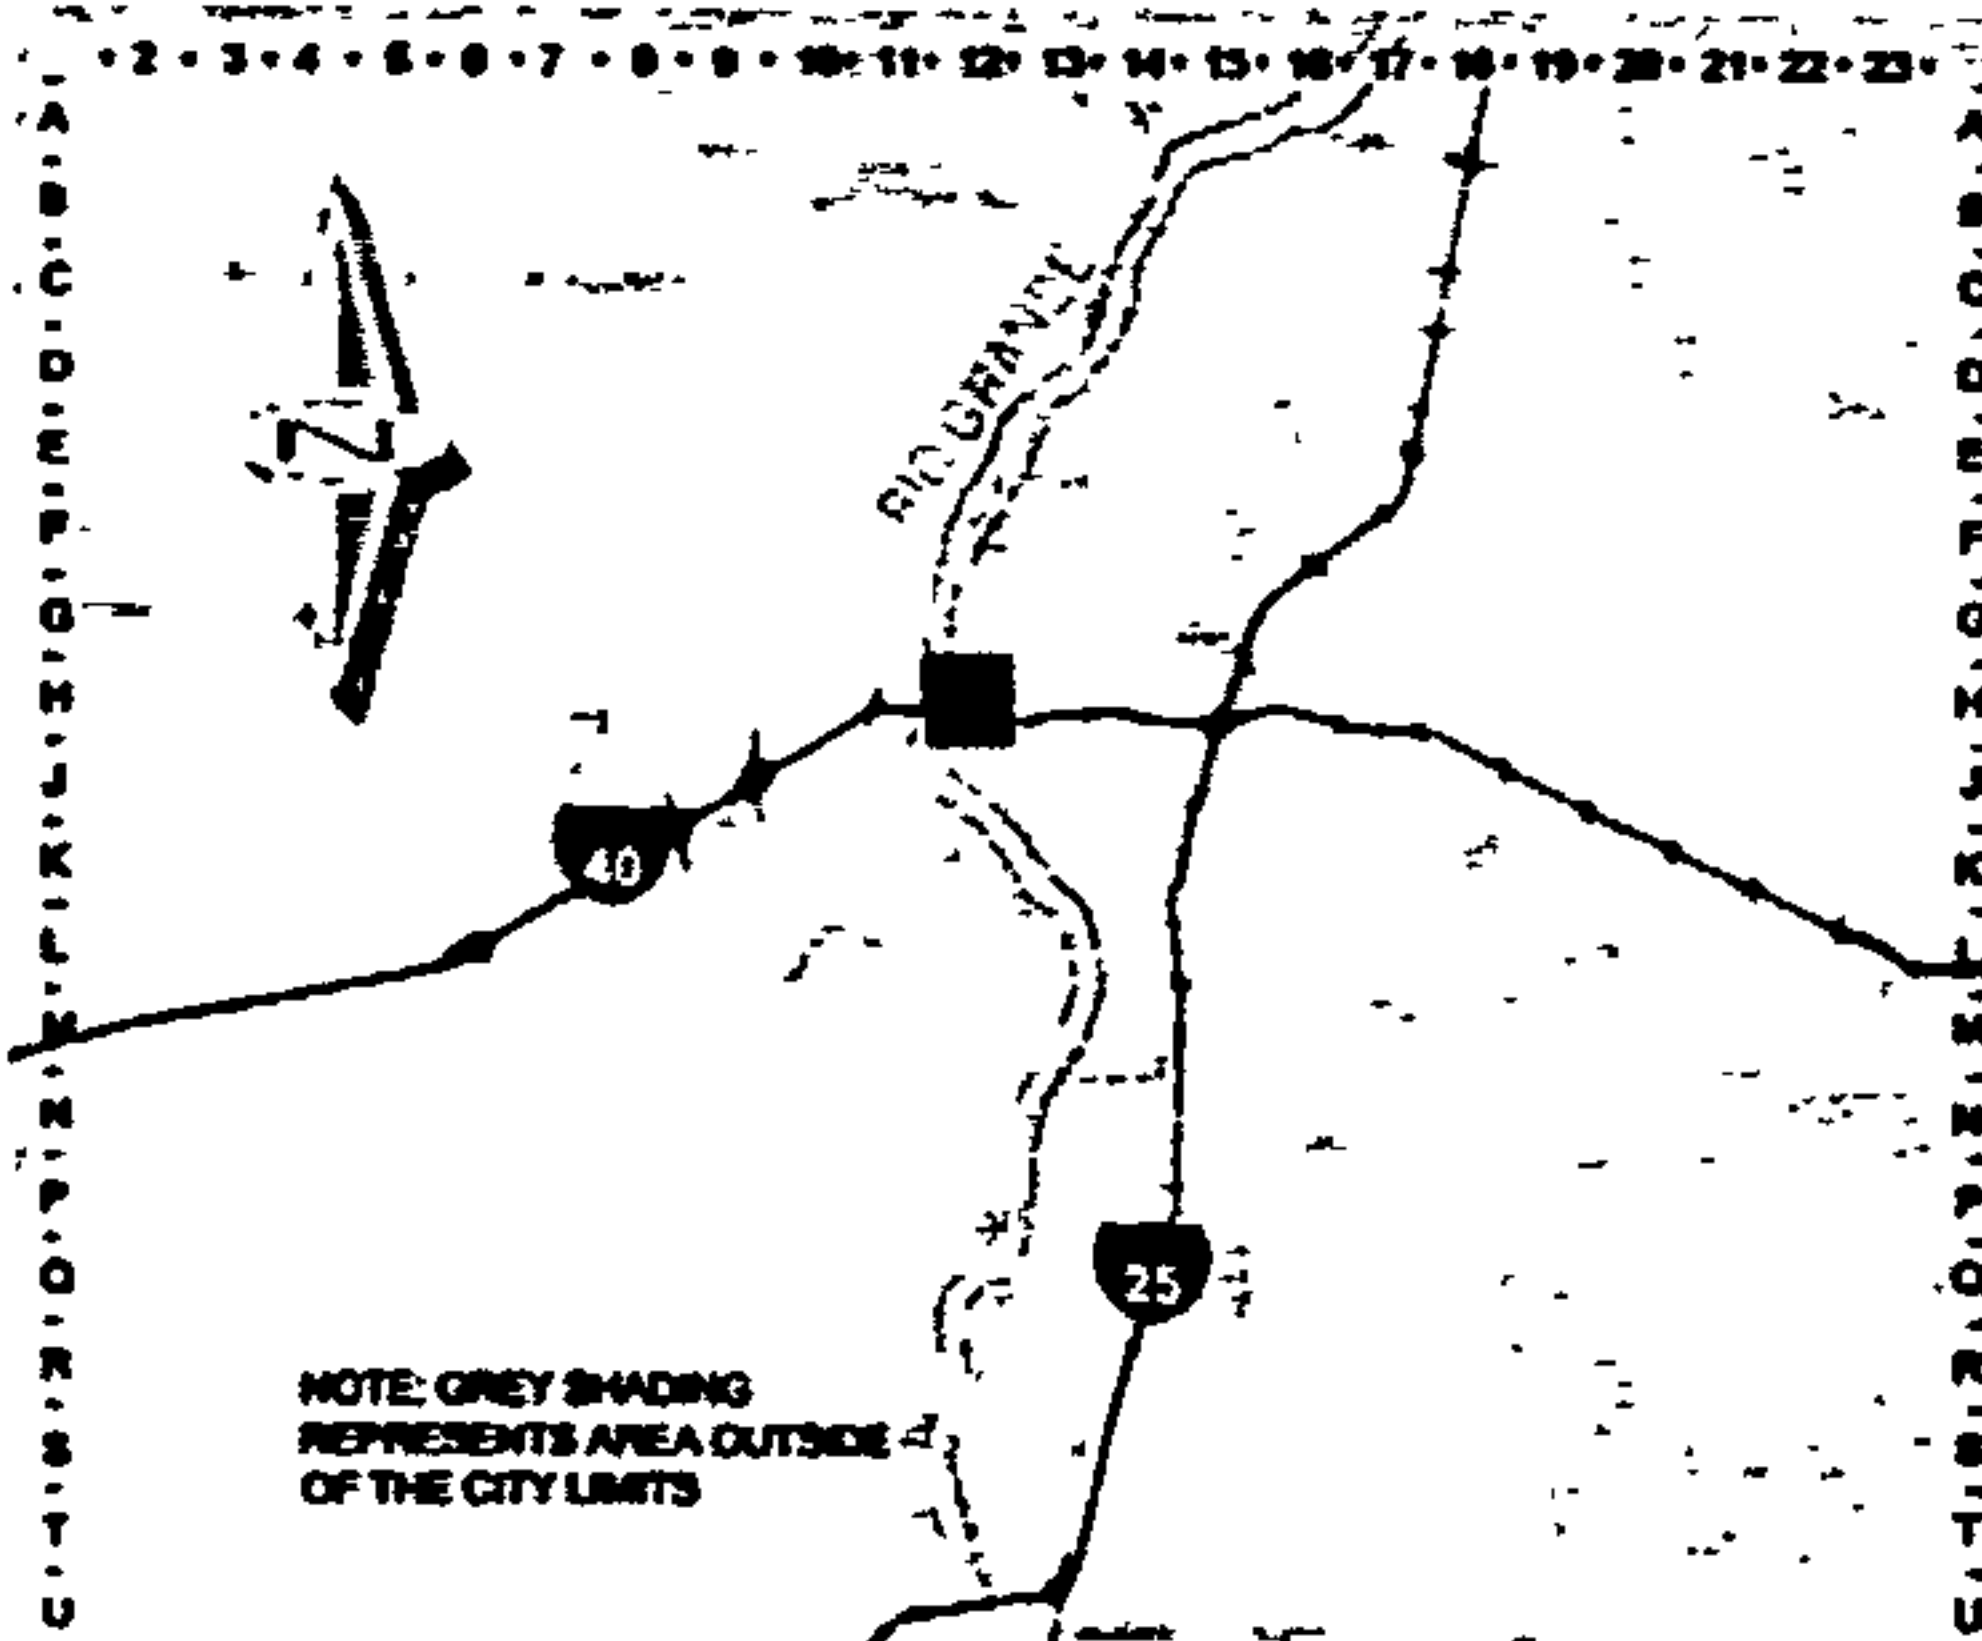 • 2 • 3 • 4 • 5 • 6 • 7 • 8 • 9 • 10 • 11 • 12 • 13 • 14 • 15 • 16 • 17 • 18 • 19 • 20 • 21 • 22 • 23 •
A A
B B
C C
RIO GRANDE
D D
N
E E
F F
G G
H H
J J
K K
40
L L
M M
N N
P P
Q Q
25
R R
NOTE: GREY SHADING
REPRESENTS AREA OUTSIDE
S S
OF THE CITY LIMITS
T T
U U